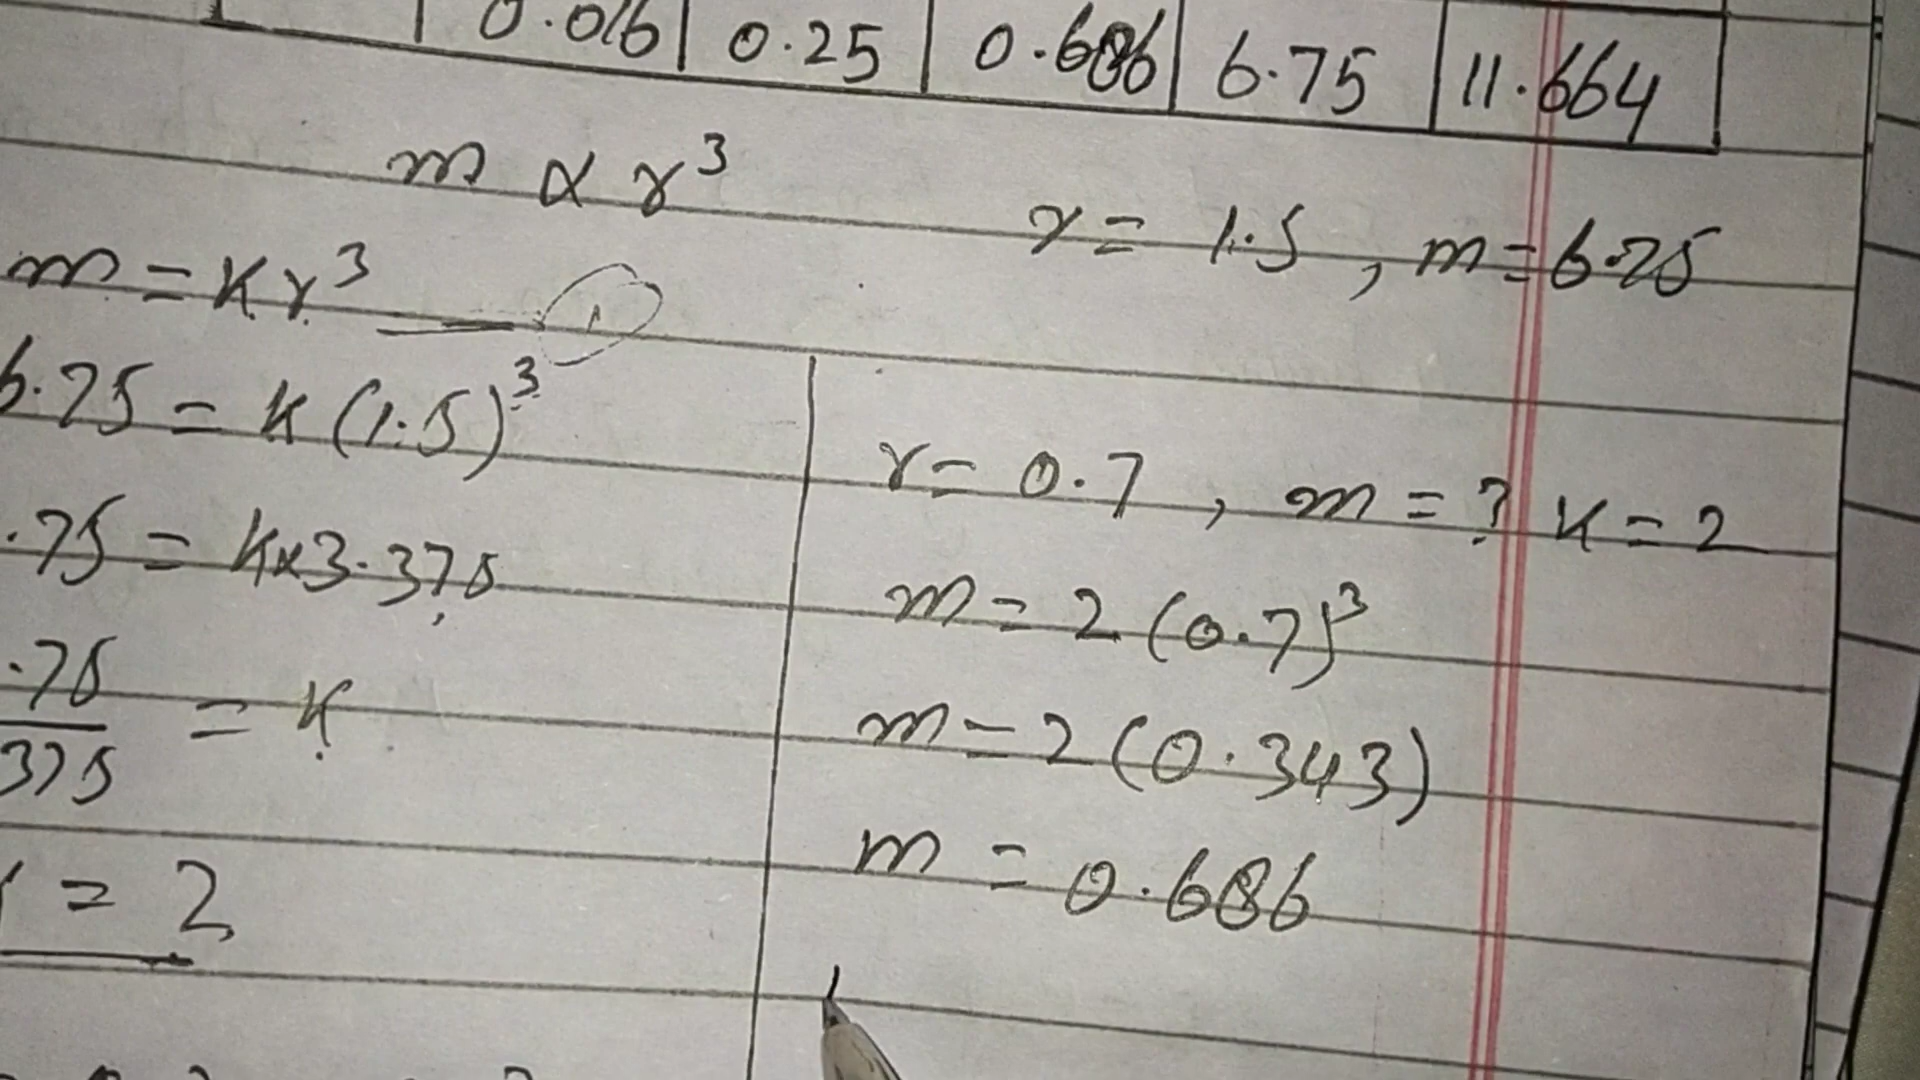 0.016 0.25 0.686 6.75 11.664
m ∝ r³
r = 1.5, m = 6.75
m = Kr³ — 1
6.75 = K(1.5)³
.75 = K×3.375
.75
375
= K
= 2
r = 0.7, m = ? K = 2
m = 2(0.7)³
m = 2(0.343)
m = 0.686